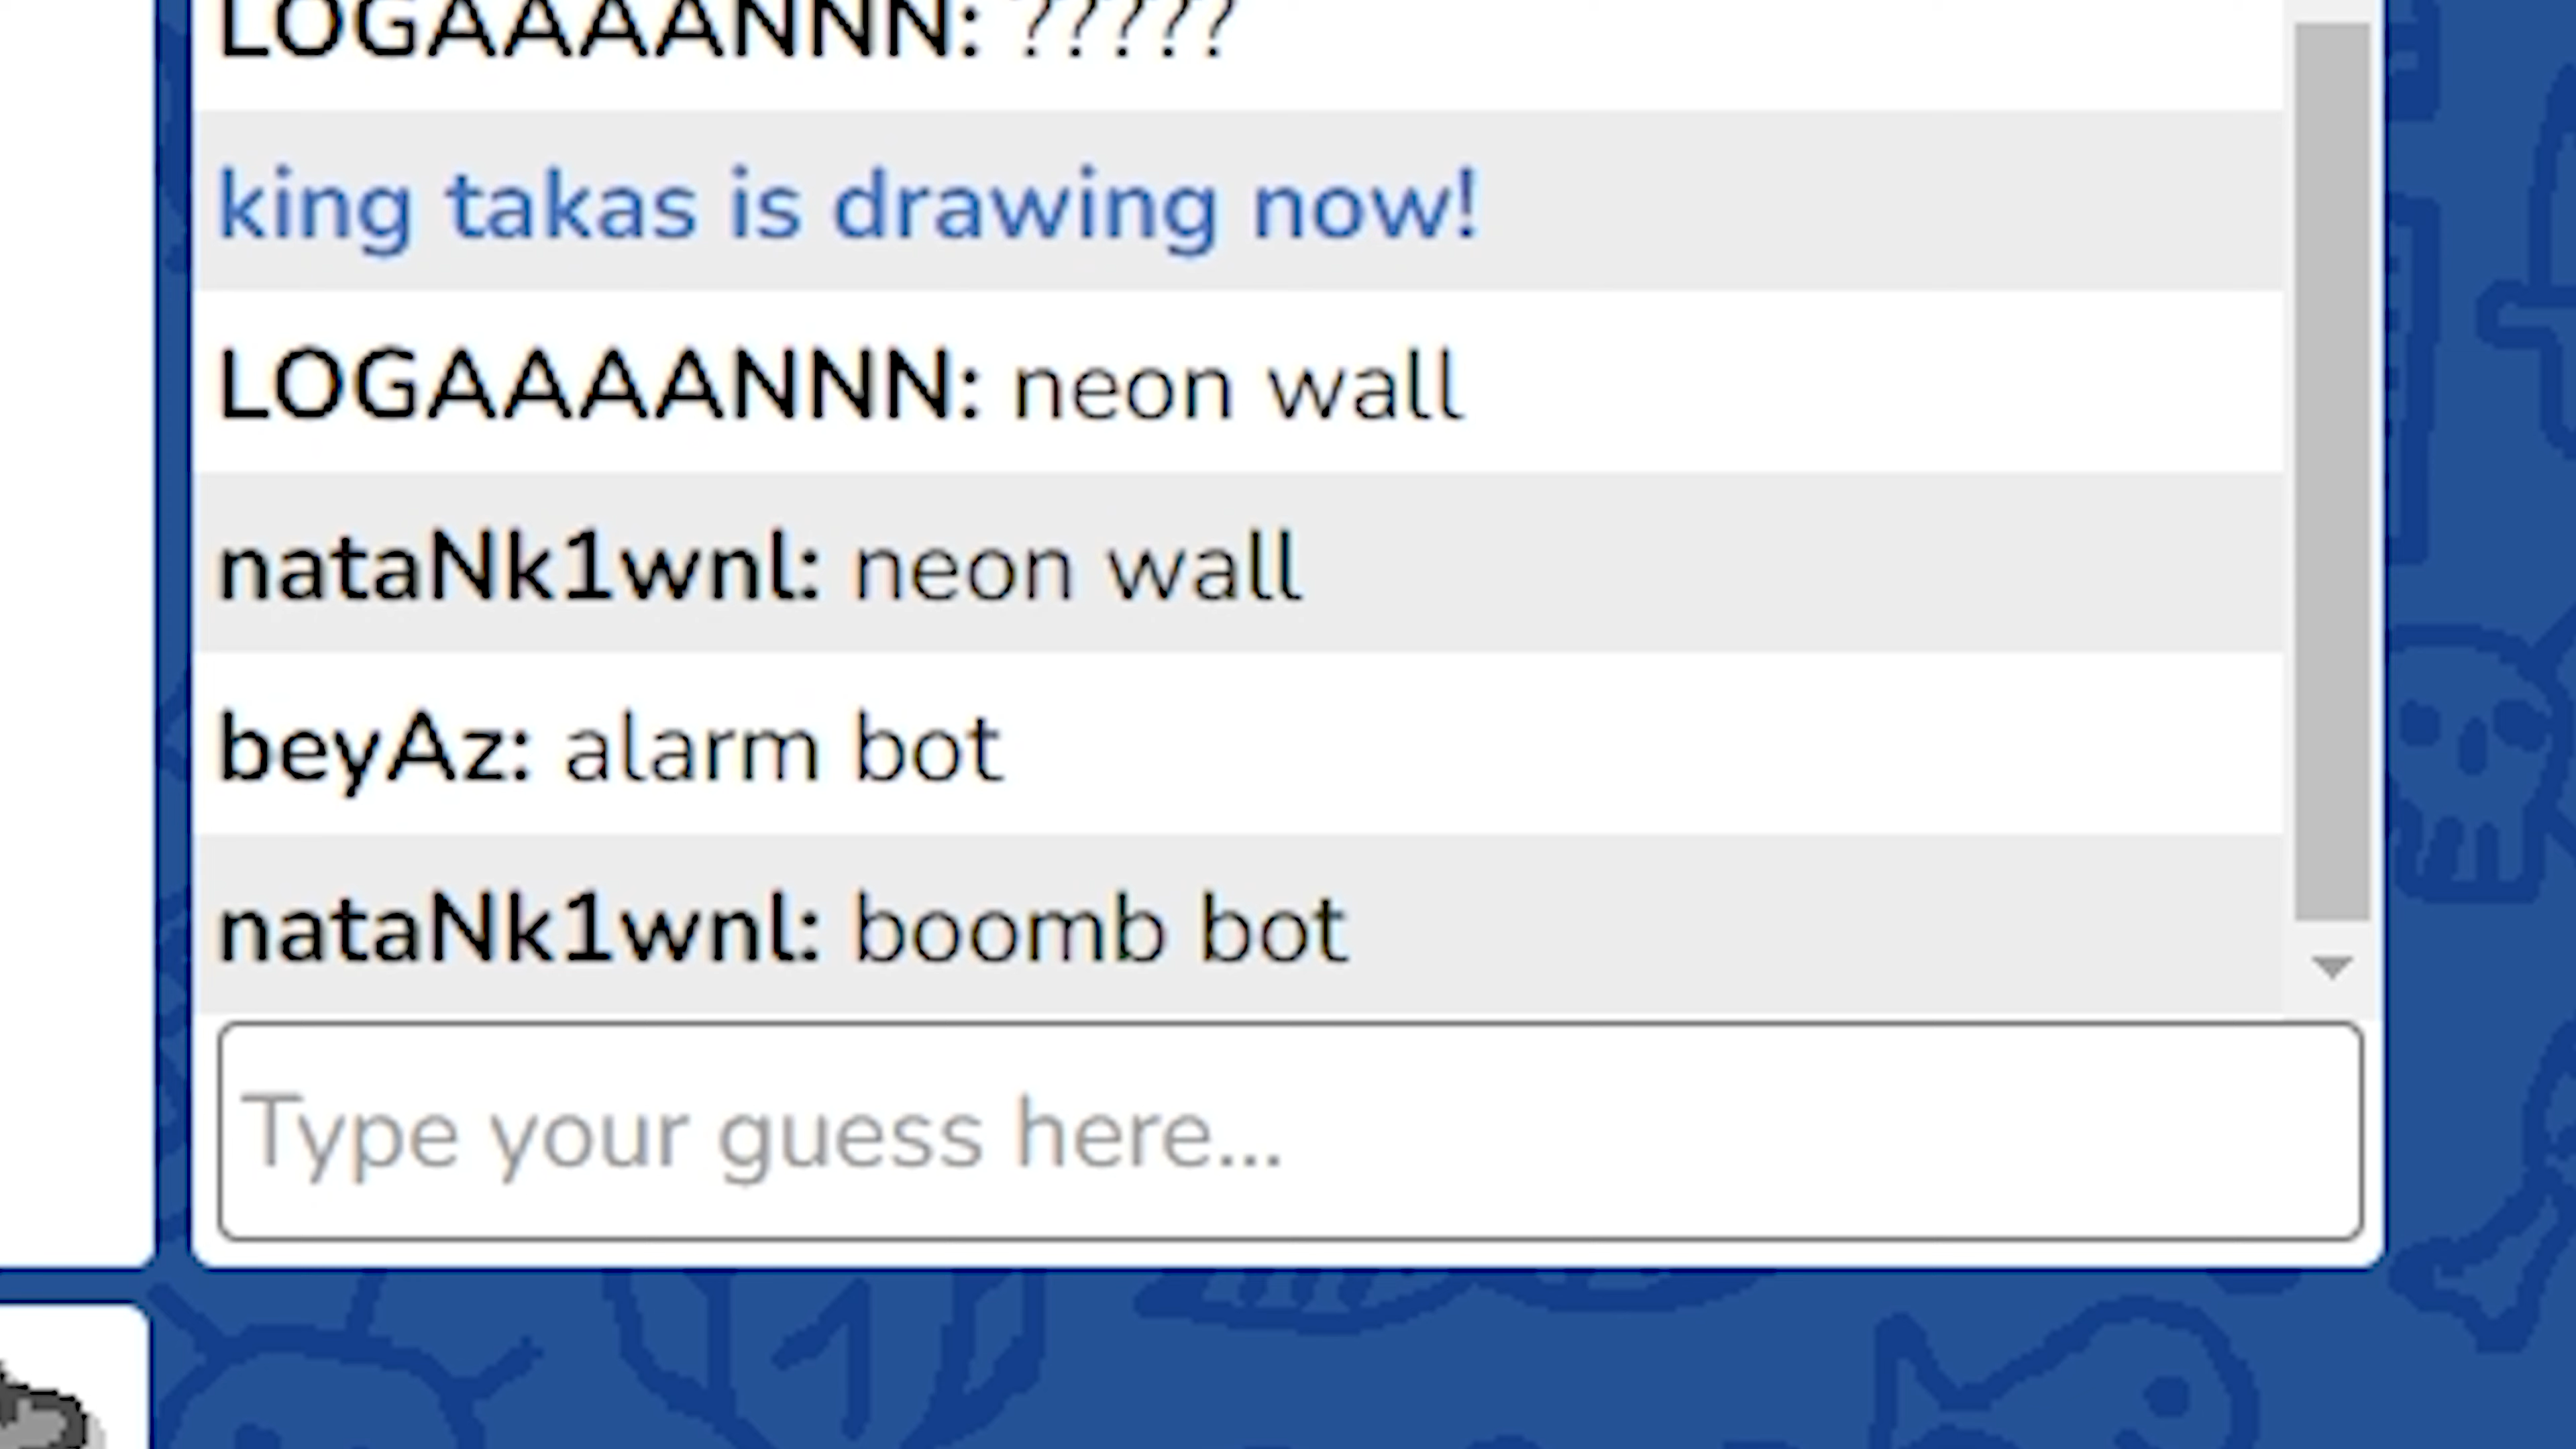 LOGAAAANNN: ?????
king takas is drawing now!
LOGAAAANNN: neon wall
nataNk1wnl: neon wall
beyAz: alarm bot
nataNk1wnl: boomb bot
Type your guess here...